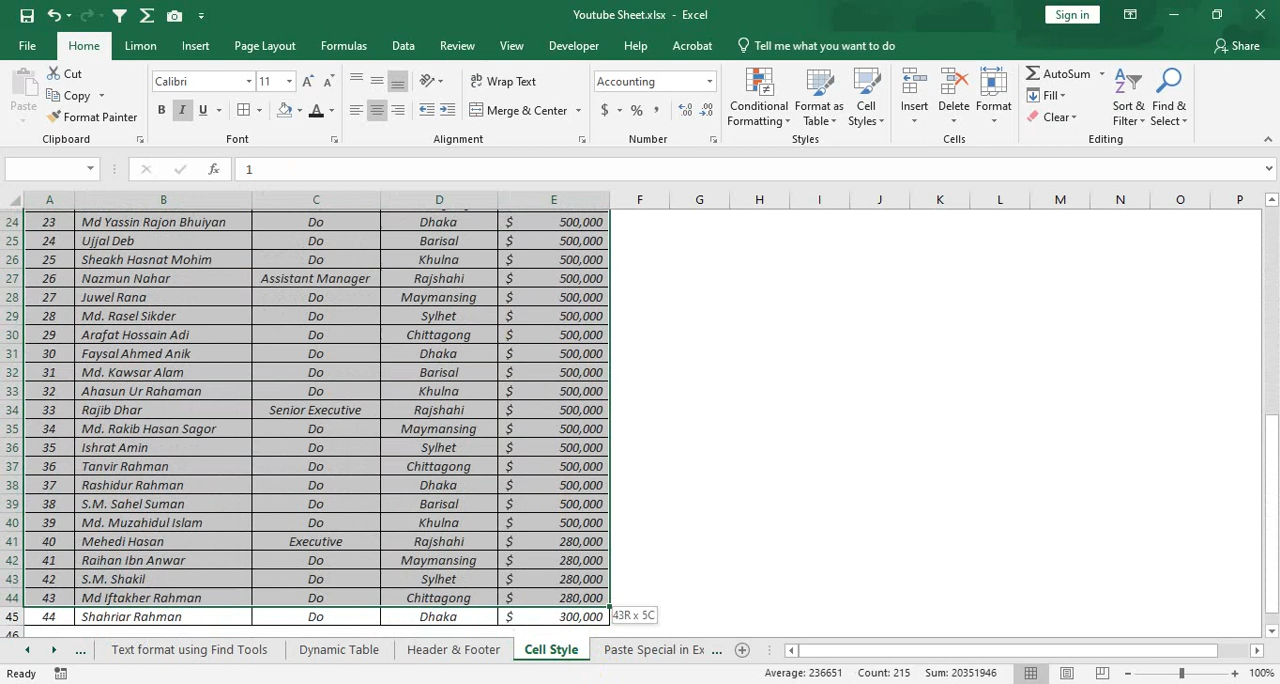 Youtube Sheet.xlsx - Excel
Sign in
File Home Limon Insert Page Layout Formulas Data Review View Developer Help Acrobat Tell me what you want to do Share
Paste
Cut
Copy
Format Painter
Clipboard
Calibri 11
B I U
Font
Wrap Text
Merge & Center
Alignment
Accounting
$ % ,
Number
Conditional Formatting
Format as Table
Cell Styles
Styles
Insert Delete Format
Cells
AutoSum
Fill
Clear
Sort & Filter
Find & Select
Editing
fx 1
A B C D E F G H I J K L M N O P
24 23 Md Yassin Rajon Bhuiyan Do Dhaka $ 500,000
25 24 Ujjal Deb Do Barisal $ 500,000
26 25 Sheakh Hasnat Mohim Do Khulna $ 500,000
27 26 Nazmun Nahar Assistant Manager Rajshahi $ 500,000
28 27 Juwel Rana Do Maymansing $ 500,000
29 28 Md. Rasel Sikder Do Sylhet $ 500,000
30 29 Arafat Hossain Adi Do Chittagong $ 500,000
31 30 Faysal Ahmed Anik Do Dhaka $ 500,000
32 31 Md. Kawsar Alam Do Barisal $ 500,000
33 32 Ahasun Ur Rahaman Do Khulna $ 500,000
34 33 Rajib Dhar Senior Executive Rajshahi $ 500,000
35 34 Md. Rakib Hasan Sagor Do Maymansing $ 500,000
36 35 Ishrat Amin Do Sylhet $ 500,000
37 36 Tanvir Rahman Do Chittagong $ 500,000
38 37 Rashidur Rahman Do Dhaka $ 500,000
39 38 S.M. Sahel Suman Do Barisal $ 500,000
40 39 Md. Muzahidul Islam Do Khulna $ 500,000
41 40 Mehedi Hasan Executive Rajshahi $ 280,000
42 41 Raihan Ibn Anwar Do Maymansing $ 280,000
43 42 S.M. Shakil Do Sylhet $ 280,000
44 43 Md Iftakher Rahman Do Chittagong $ 280,000
45 44 Shahriar Rahman Do Dhaka $ 300,000 43R x 5C
46
... Text format using Find Tools Dynamic Table Header & Footer Cell Style Paste Special in Ex ...
Ready Average: 236651 Count: 215 Sum: 20351946 100%